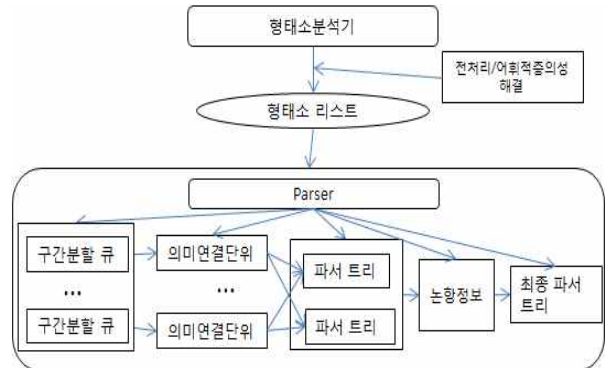 형태소분석기
전처리/어휘적중의성
해결
형태소 리스트
Parser
구간분할 큐
의미연결단위
파서 트리
논항정보
최종 파서
트리
...
...
구간분할 큐
의미연결단위
파서 트리